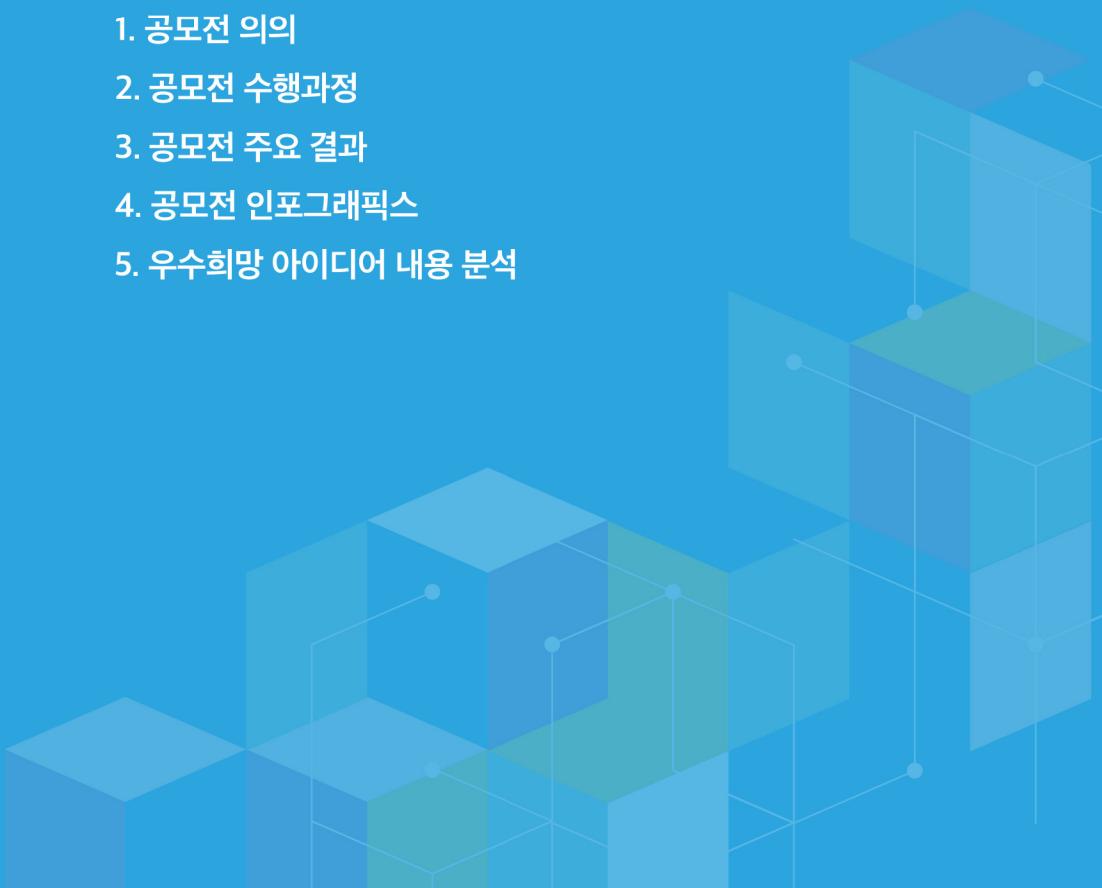 1. 공모전 의의
2. 공모전 수행과정
3. 공모전 주요 결과
4. 공모전 인포그래픽스
5. 우수희망 아이디어 내용 분석